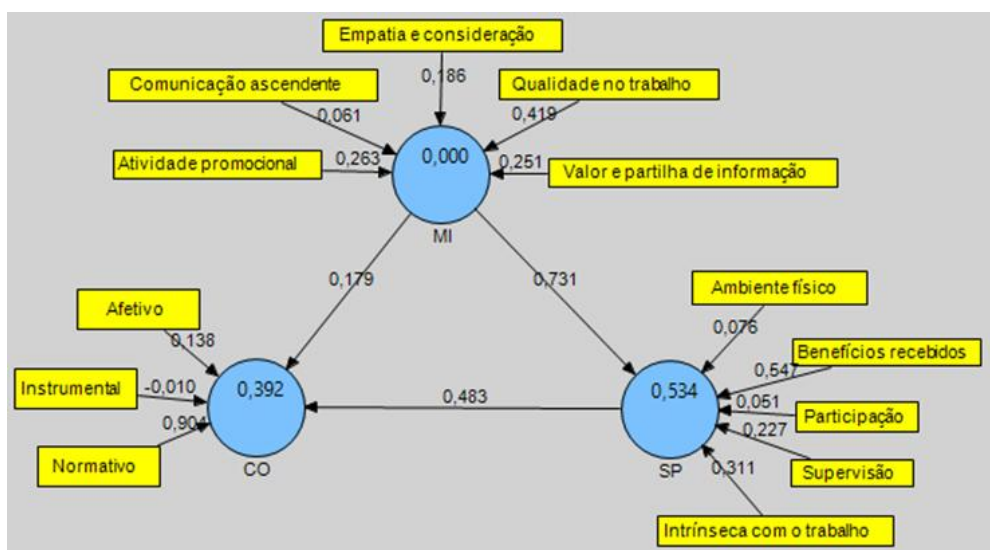 Empatia e consideração
0,186
Comunicação ascendente
0,061
Qualidade no trabalho
0,419
Atividade promocional
0,263
0,000
0,251
Valor e partilha de informação
MI
0,179
0,731
Afetivo
0,138
Ambiente físico
0,076
Instrumental
-0,010
0,392
0,483
0,534
Benefícios recebidos
0,547
0,051
Participação
0,904
Normativo
CO
SP
0,227
Supervisão
0,311
Intrínseca com o trabalho